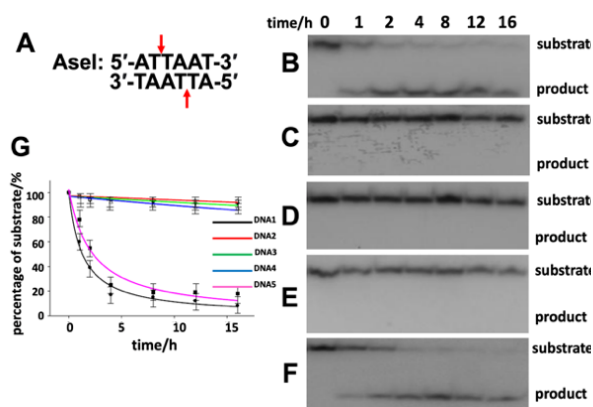 A
AseI: 5′-ATTAAT-3′
3′-TAATTA-5′
G
percentage of substrate/%
100
80
60
40
20
0
0 5 10 15
time/h
DNA1
DNA2
DNA3
DNA4
DNA5
time/h 0 1 2 4 8 12 16
B
substrate
product
C
substrate
product
D
substrate
product
E
substrate
product
F
substrate
product